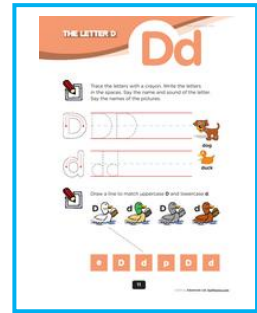 THE LETTER D
Dd
Trace the letters with a crayon. Write the letters
in the spaces. Say the name and sound of the letter.
Say the names of the pictures.
D
dog
d d d
duck
Draw a line to match uppercase D and lowercase d.
D d D d
e D d p D d
11